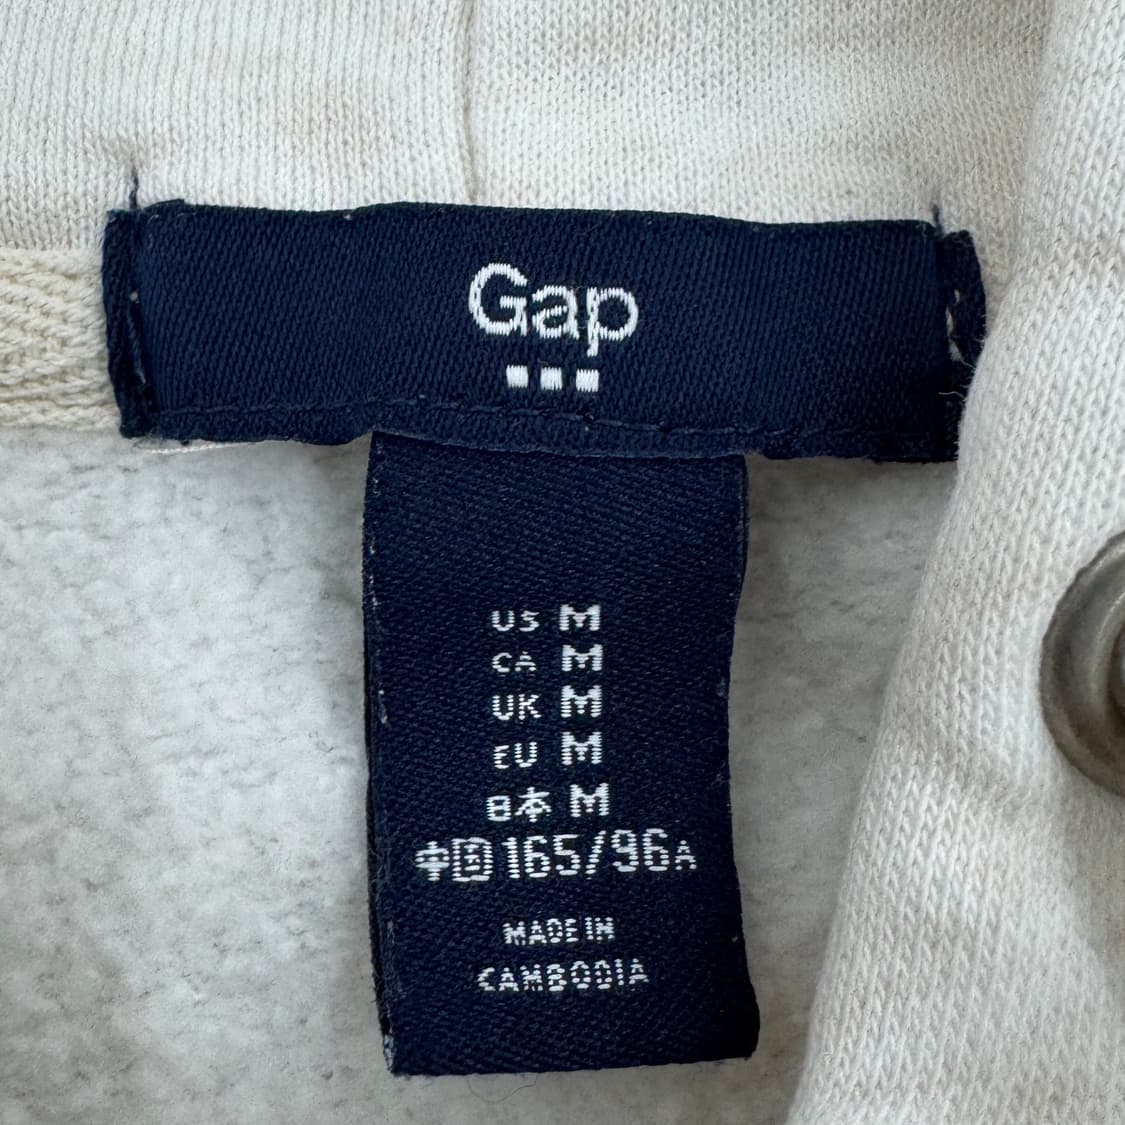 Gap
US M
CA M
UK M
EU M
日本 M
中国 165/96A
MADE IN
CAMBODIA